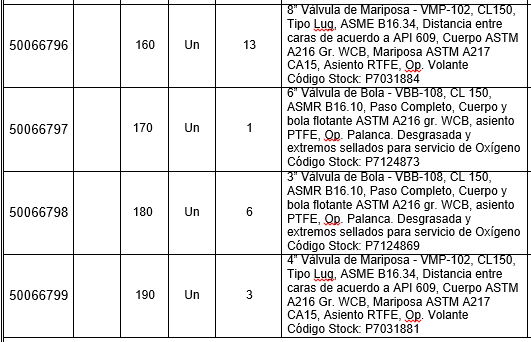 50066796 160 Un 13
8” Válvula de Mariposa - VMP-102, CL150,
Tipo Lug, ASME B16.34, Distancia entre
caras de acuerdo a API 609, Cuerpo ASTM
A216 Gr. WCB, Mariposa ASTM A217
CA15, Asiento RTFE, Op. Volante
Código Stock: P7031884
50066797 170 Un 1
6” Válvula de Bola - VBB-108, CL 150,
ASMR B16.10, Paso Completo, Cuerpo y
bola flotante ASTM A216 gr. WCB, asiento
PTFE, Op. Palanca. Desgrasada y
extremos sellados para servicio de Oxígeno
Código Stock: P7124873
50066798 180 Un 6
3” Válvula de Bola - VBB-108, CL 150,
ASMR B16.10, Paso Completo, Cuerpo y
bola flotante ASTM A216 gr. WCB, asiento
PTFE, Op. Palanca. Desgrasada y
extremos sellados para servicio de Oxígeno
Código Stock: P7124869
50066799 190 Un 3
4” Válvula de Mariposa - VMP-102, CL150,
Tipo Lug, ASME B16.34, Distancia entre
caras de acuerdo a API 609, Cuerpo ASTM
A216 Gr. WCB, Mariposa ASTM A217
CA15, Asiento RTFE, Op. Volante
Código Stock: P7031881